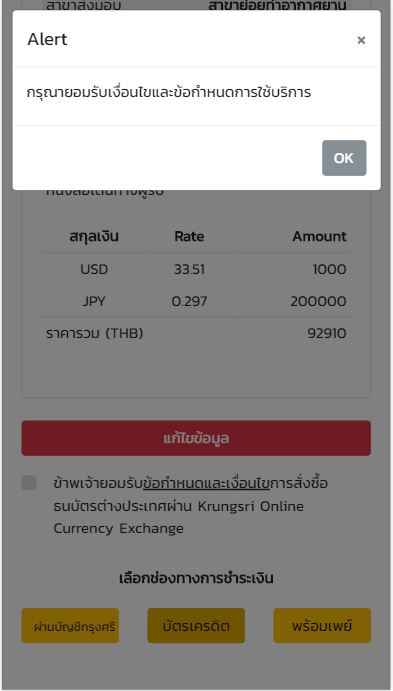 สาขาส่งมอบ สาขาย่อยท่าอากาศยาน
Alert ×
กรุณายอมรับเงื่อนไขและข้อกำหนดการใช้บริการ
OK
หนังสือเดินทางผู้รับ
สกุลเงิน Rate Amount
USD 33.51 1000
JPY 0.297 200000
ราคารวม (THB) 92910
แก้ไขข้อมูล
ข้าพเจ้ายอมรับข้อกำหนดและเงื่อนไขการสั่งซื้อ
ธนบัตรต่างประเทศผ่าน Krungsri Online
Currency Exchange
เลือกช่องทางการชำระเงิน
ผ่านบัญชีกรุงศรี บัตรเครดิต พร้อมเพย์